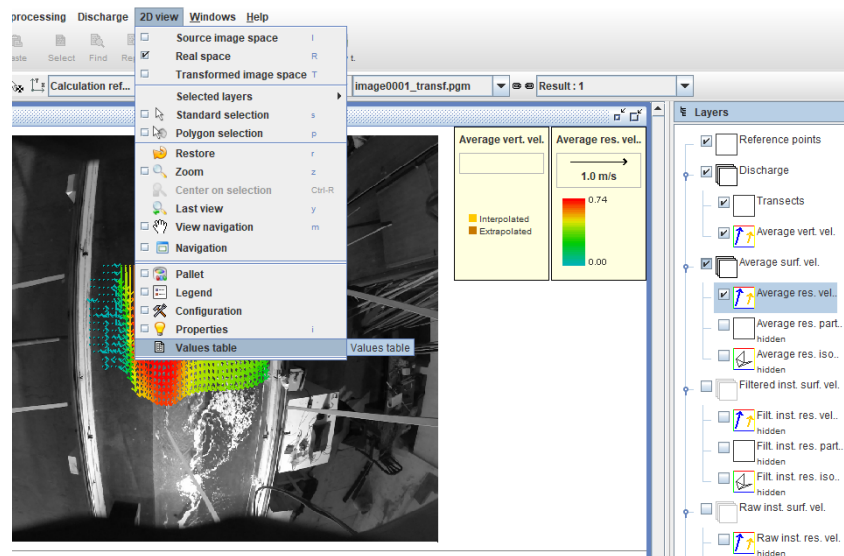 processing Discharge 2D view Windows Help
Select Find
Calculation ref... image0001_transf.pgm Result : 1
Source image space I
Real space R
Transformed image space T
Selected layers
Standard selection s
Polygon selection p
Restore r
Zoom z
Center on selection Ctrl-R
Last view y
View navigation m
Navigation
Pallet
Legend
Configuration
Properties i
Values table
Values table
Average vert. vel.
Interpolated
Extrapolated
Average res. vel..
1.0 m/s
0.74
0.00
Layers
Reference points
Discharge
Transects
Average vert. vel.
Average surf. vel.
Average res. vel..
Average res. part..
hidden
Average res. iso..
hidden
Filtered inst. surf. vel.
Filt. inst. res. vel..
hidden
Filt. inst. res. part..
hidden
Filt. inst. res. iso..
hidden
Raw inst. surf. vel.
Raw inst. res. vel.
hidden